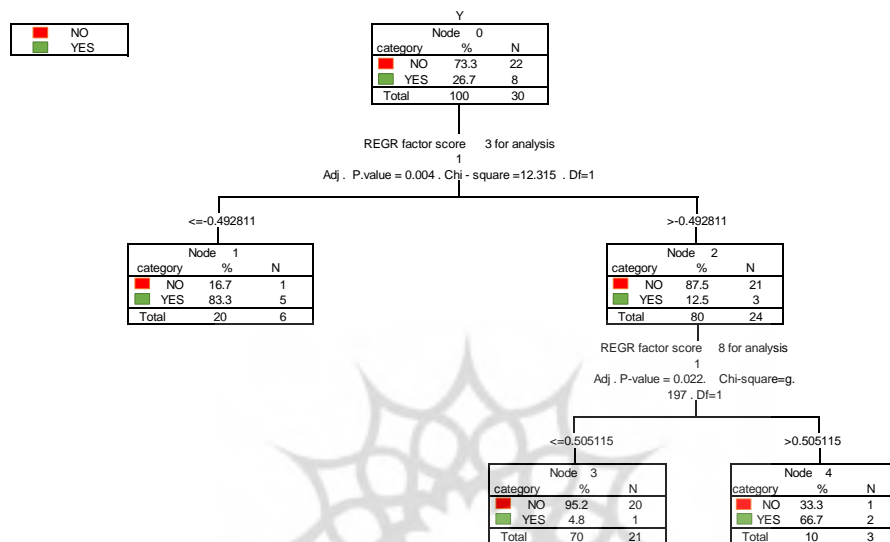 NO
YES
Y
Node 0
category % N
NO 73.3 22
YES 26.7 8
Total 100 30
REGR factor score 3 for analysis
1
Adj . P.value = 0.004 . Chi - square =12.315 . Df=1
<=-0.492811
>-0.492811
Node 1
category % N
NO 16.7 1
YES 83.3 5
Total 20 6
Node 2
category % N
NO 87.5 21
YES 12.5 3
Total 80 24
REGR factor score 8 for analysis
1
Adj . P-value = 0.022. Chi-square=g.
197 . Df=1
<=0.505115
>0.505115
Node 3
category % N
NO 95.2 20
YES 4.8 1
Total 70 21
Node 4
category % N
NO 33.3 1
YES 66.7 2
Total 10 3